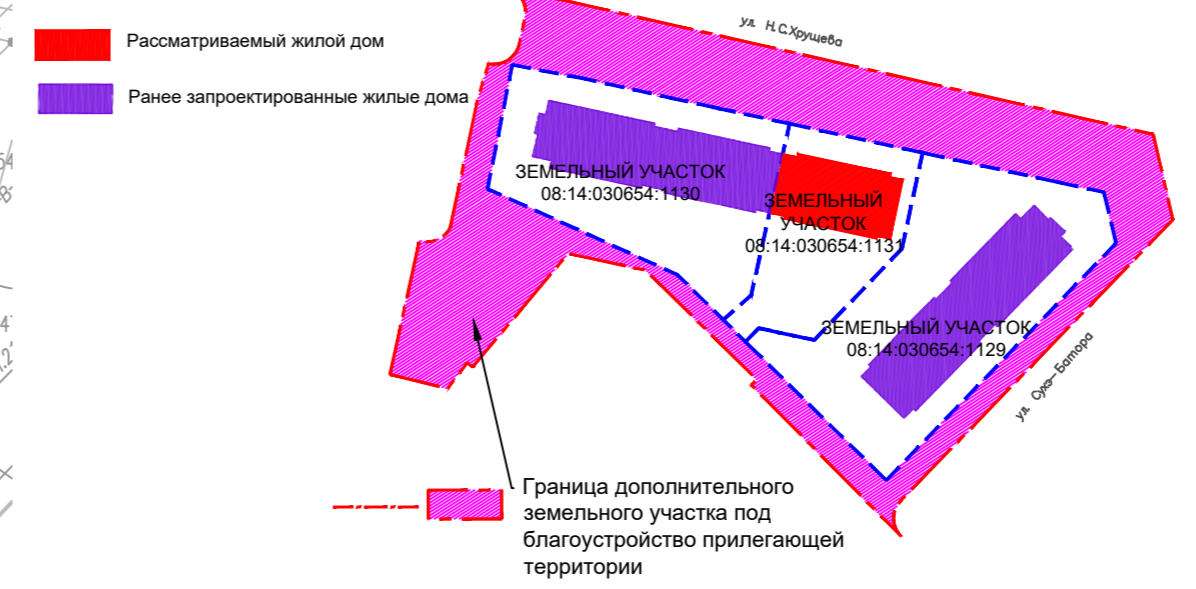 ул. Н.С.Хрущева
Рассматриваемый жилой дом
Ранее запроектированные жилые дома
ЗЕМЕЛЬНЫЙ УЧАСТОК
08:14:030654:1130
ЗЕМЕЛЬНЫЙ
УЧАСТОК
08:14:030654:1131
ЗЕМЕЛЬНЫЙ УЧАСТОК
08:14:030654:1129
ул. Сухэ-Батора
Граница дополнительного
земельного участка под
благоустройство прилегающей
территории